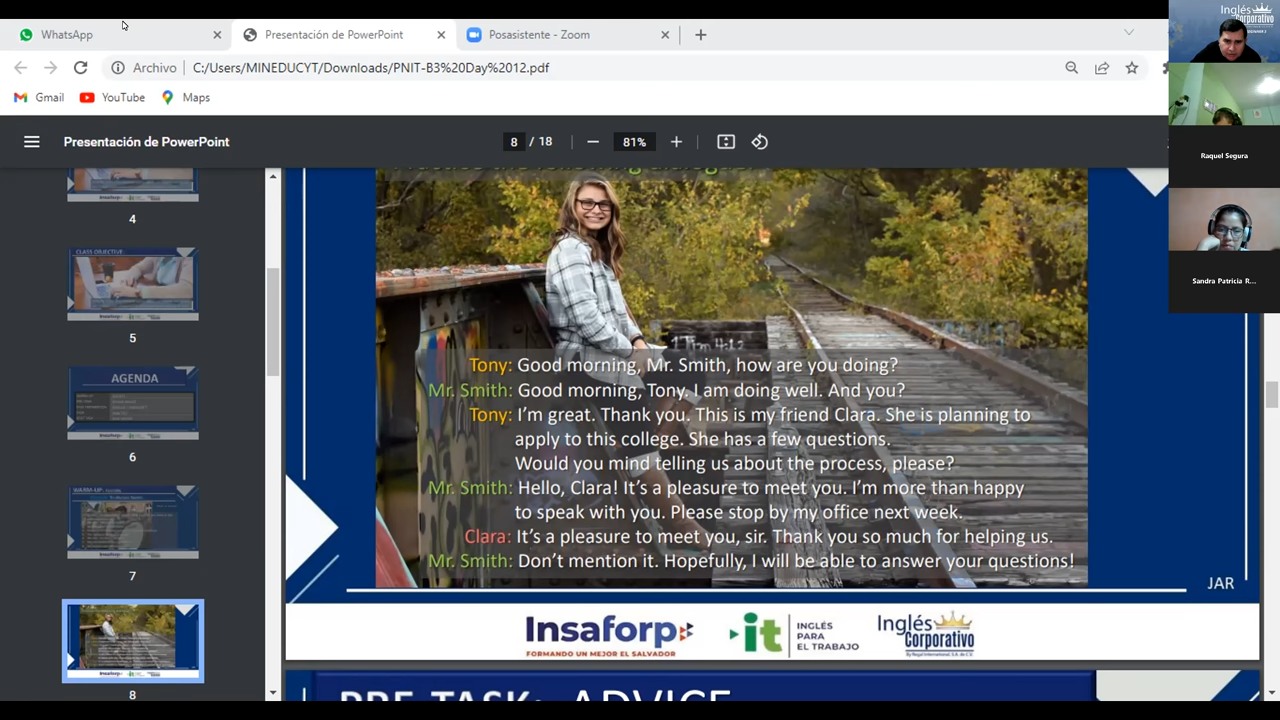 WhatsApp
Presentación de PowerPoint
Posasistente - Zoom
Archivo
C:/Users/MINEDUCYT/Downloads/PNIT-B3%20Day%2012.pdf
Gmail
YouTube
Maps
Presentación de PowerPoint
8 / 18
81%
4
CLASS OBJECTIVE
5
AGENDA
6
7
8
Tony: Good morning, Mr. Smith, how are you doing?
Mr. Smith: Good morning, Tony. I am doing well. And you?
Tony: I'm great. Thank you. This is my friend Clara. She is planning to
apply to this college. She has a few questions.
Would you mind telling us about the process, please?
Mr. Smith: Hello, Clara! It's a pleasure to meet you. I'm more than happy
to speak with you. Please stop by my office next week.
Clara: It's a pleasure to meet you, sir. Thank you so much for helping us.
Mr. Smith: Don't mention it. Hopefully, I will be able to answer your questions!
JAR
Insaforp
FORMANDO UN MEJOR EL SALVADOR
it
INGLÉS
PARA
EL TRABAJO
Inglés
Corporativo
PRE-TASK: ADVICE
Inglés
Corporativo
Raquel Segura
Sandra Patricia R...